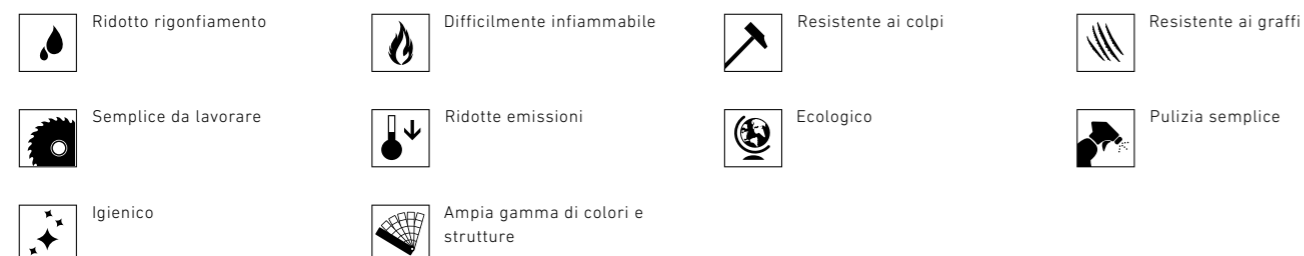 Ridotto rigonfiamento
Difficilmente infiammabile
Resistente ai colpi
Resistente ai graffi
Semplice da lavorare
Ridotte emissioni
Ecologico
Pulizia semplice
Igienico
Ampia gamma di colori e
strutture